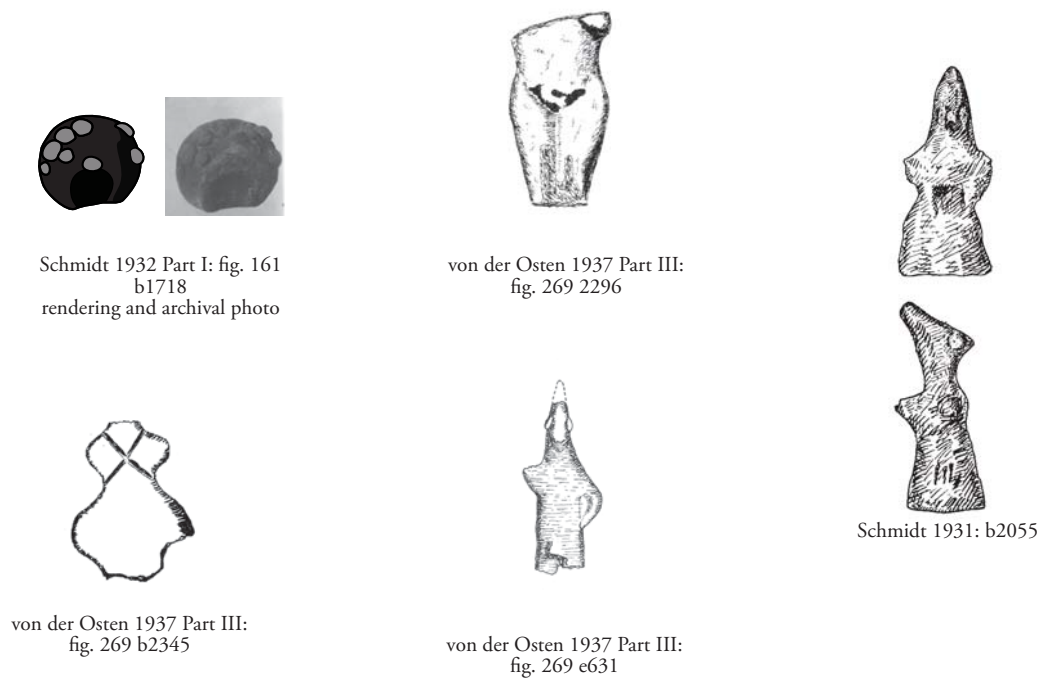 Schmidt 1932 Part I: fig. 161
b1718
rendering and archival photo
von der Osten 1937 Part III:
fig. 269 2296
Schmidt 1931: b2055
von der Osten 1937 Part III:
fig. 269 b2345
von der Osten 1937 Part III:
fig. 269 e631